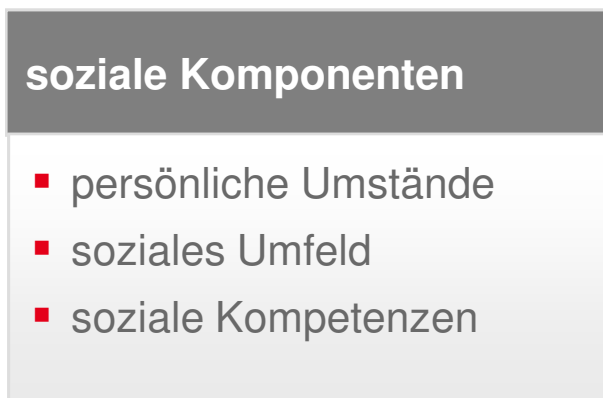 soziale Komponenten
persönliche Umstände
soziales Umfeld
soziale Kompetenzen